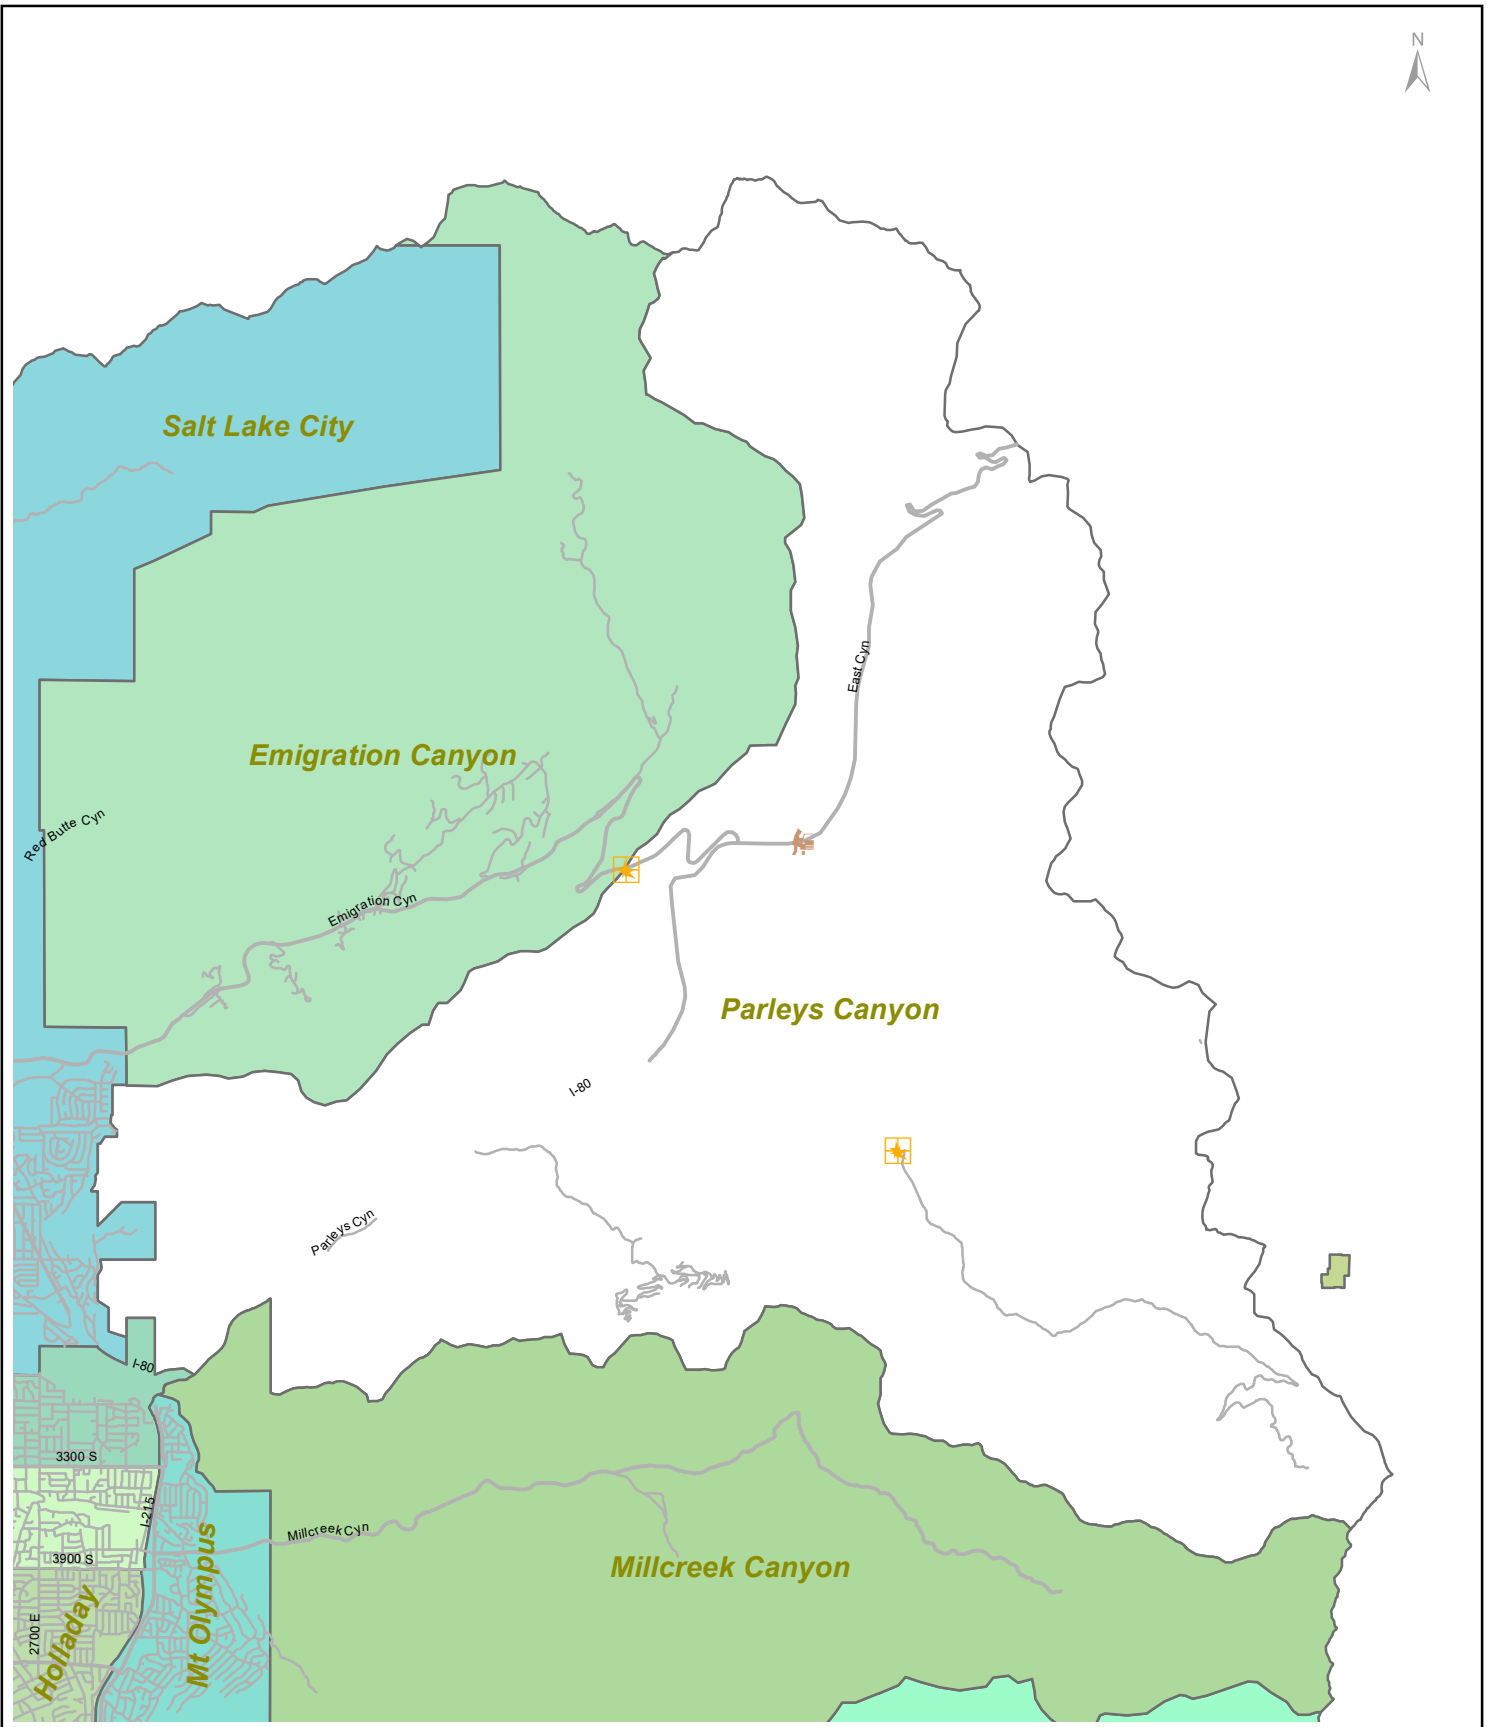 N
Salt Lake City
East Cyn
Emigration Canyon
Red Butte Cyn
Emigration Cyn
Parleys Canyon
I-80
Parleys Cyn
I-80
3300 S
I-215
Millcreek Cyn
3900 S
Millcreek Canyon
Mt Olympus
Holladay
2700 E